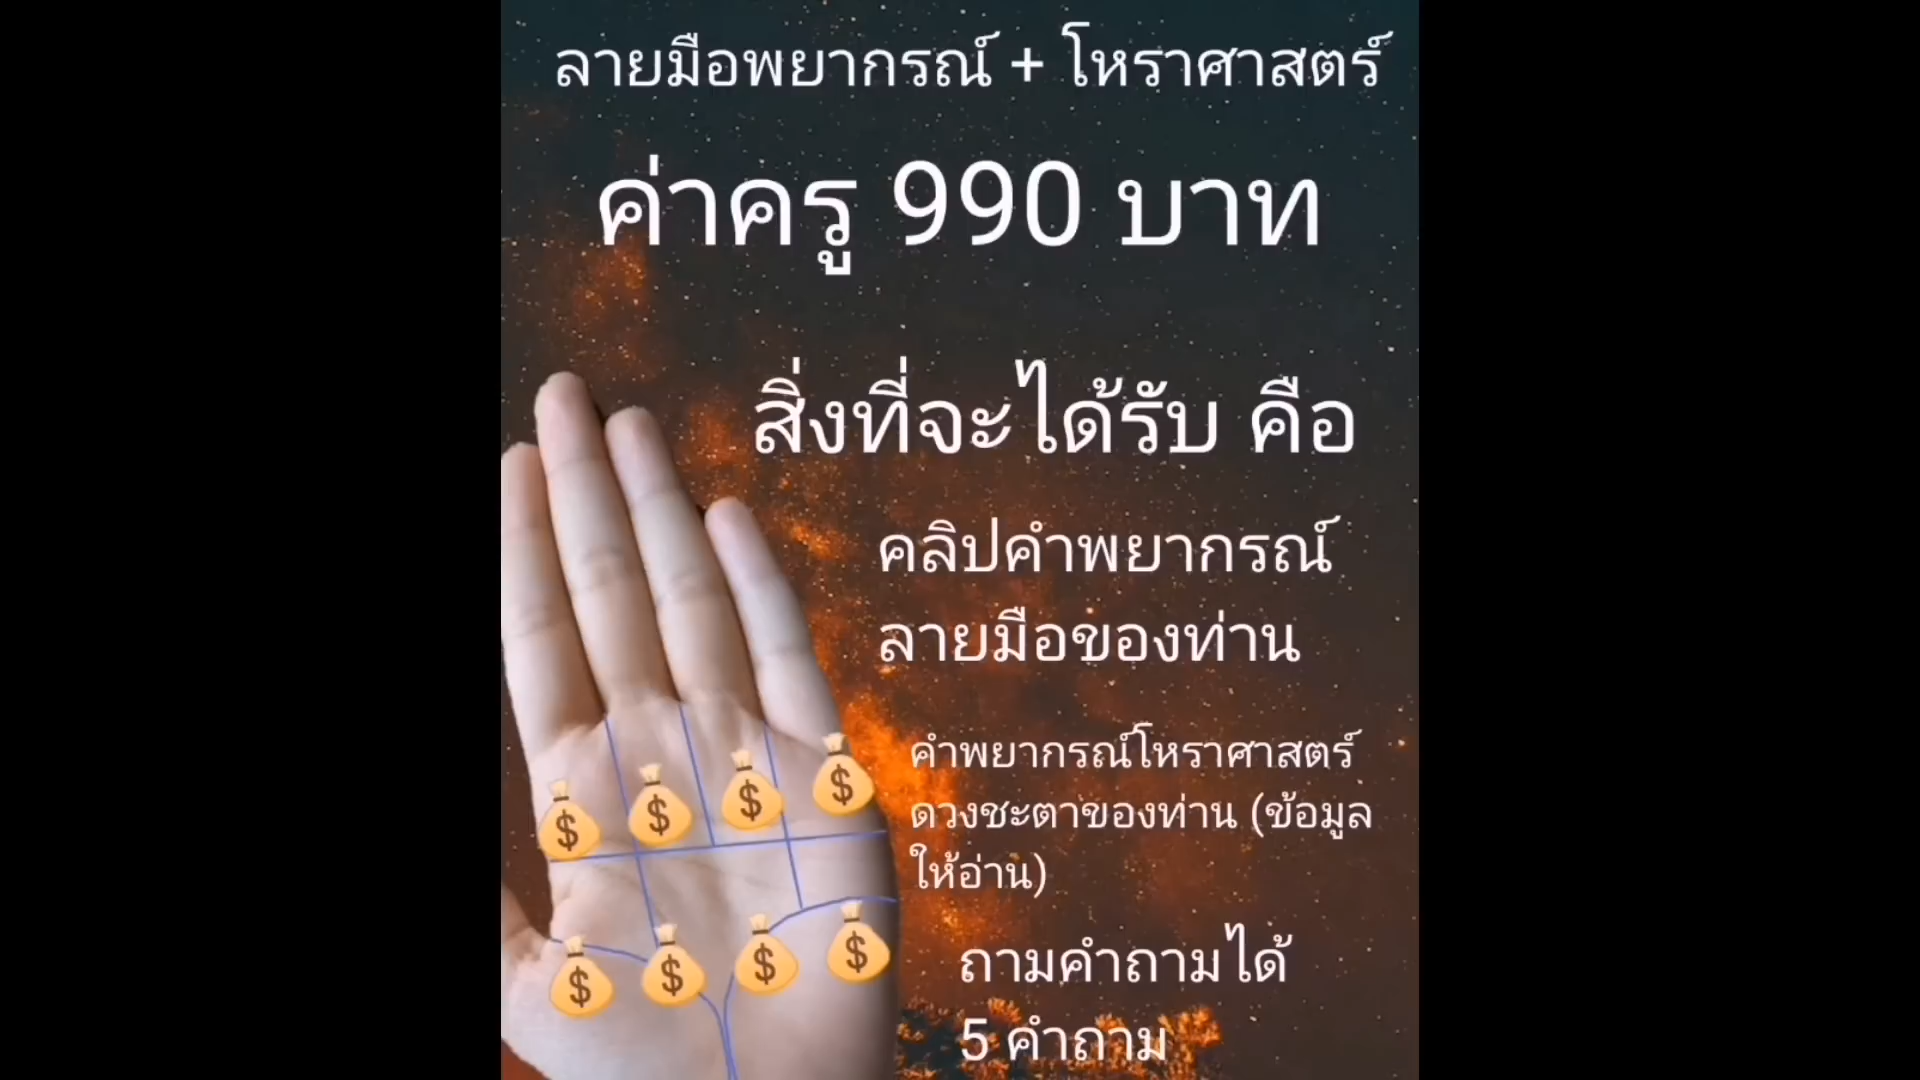 ลายมือพยากรณ์ + โหราศาสตร์
ค่าครู 990 บาท
สิ่งที่จะได้รับ คือ
คลิปคำพยากรณ์
ลายมือของท่าน
คำพยากรณ์โหราศาสตร์
ดวงชะตาของท่าน (ข้อมูล
ให้อ่าน)
ถามคำถามได้
5 คำถาม